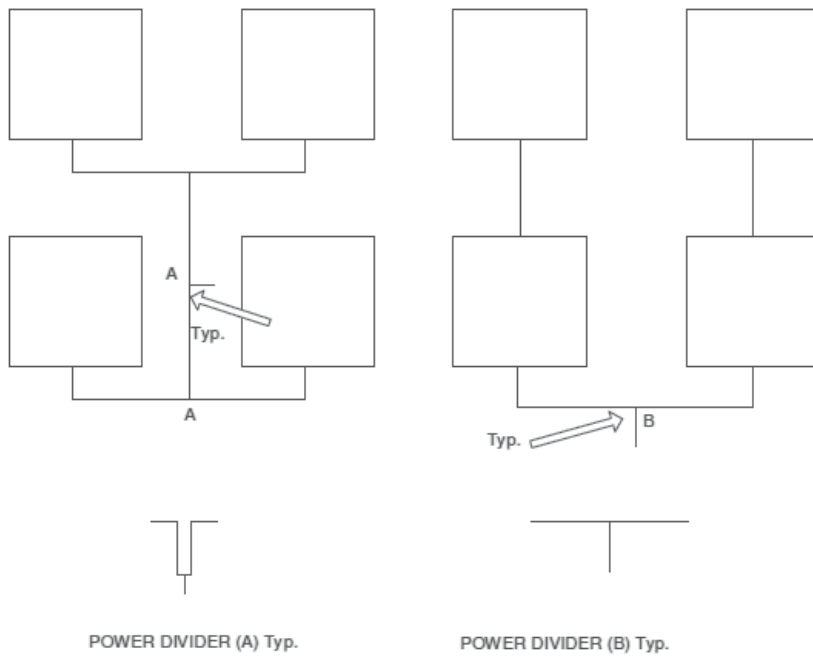 A
Typ.
A
B
Typ.
POWER DIVIDER (A) Typ.
POWER DIVIDER (B) Typ.